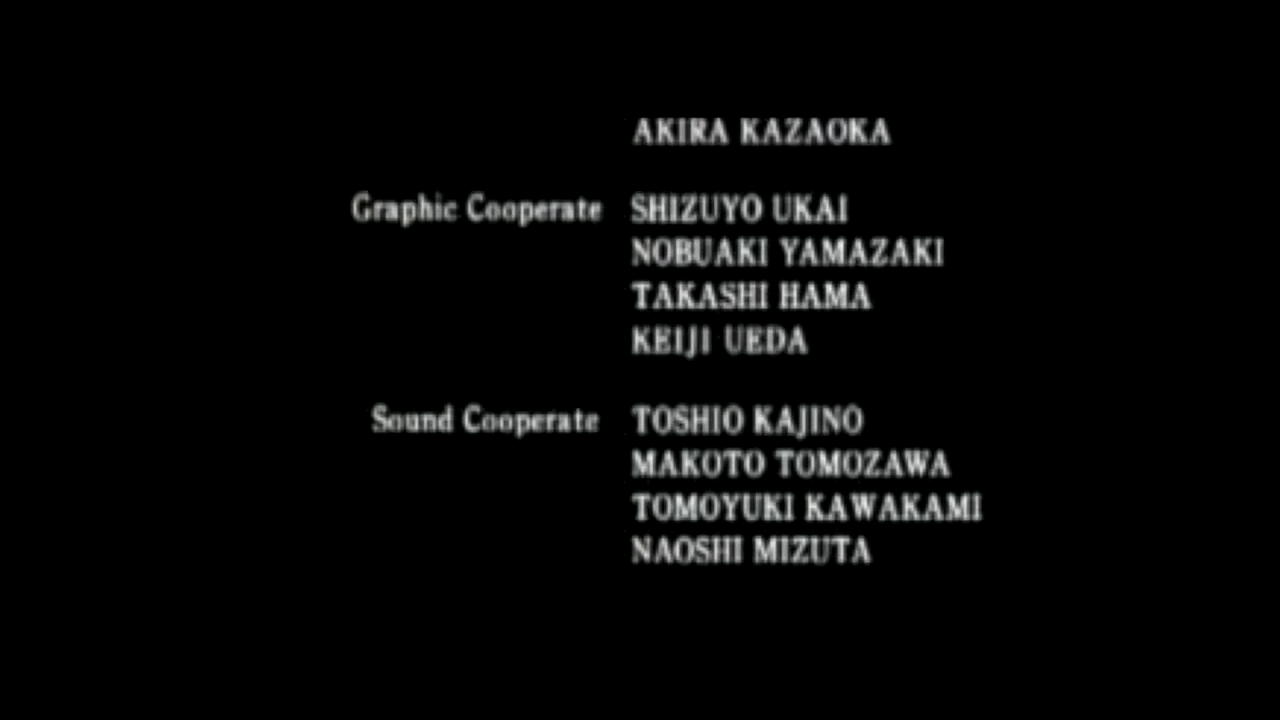 AKIRA KAZAOKA
Graphic Cooperate SHIZUYO UKAI
NOBUAKI YAMAZAKI
TAKASHI HAMA
KEIJI UEDA
Sound Cooperate TOSHIO KAJINO
MAKOTO TOMOZAWA
TOMOYUKI KAWAKAMI
NAOSHI MIZUTA